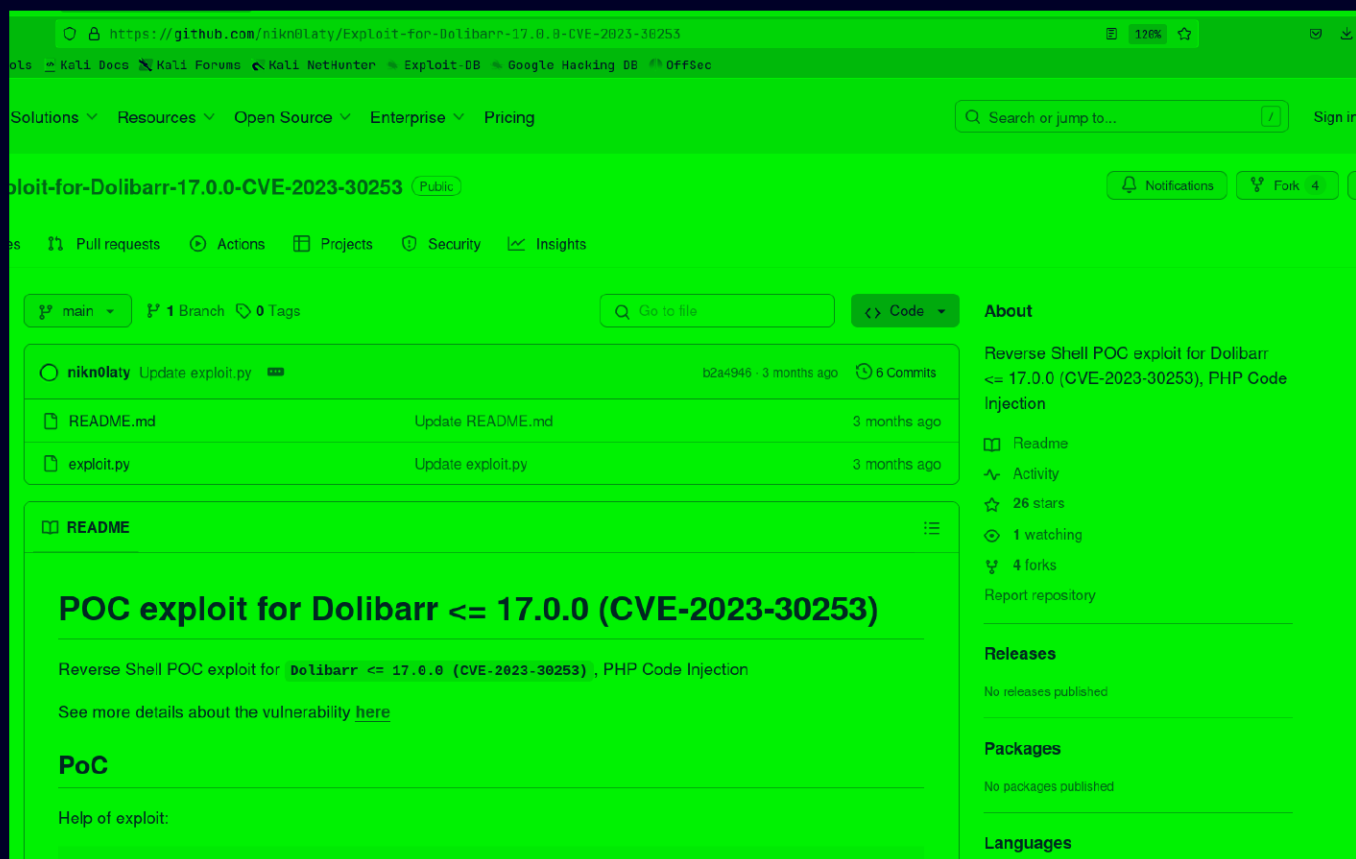 https://github.com/nikn0laty/Exploit-for-Dolibarr-17.0.0-CVE-2023-30253 120%
ols Kali Docs Kali Forums Kali NetHunter Exploit-DB Google Hacking DB OffSec
Solutions Resources Open Source Enterprise Pricing Search or jump to... / Sign in
ploit-for-Dolibarr-17.0.0-CVE-2023-30253 Public Notifications Fork 4
es Pull requests Actions Projects Security Insights
main 1 Branch 0 Tags Go to file Code
nikn0laty Update exploit.py b2a4946 · 3 months ago 6 Commits
README.md Update README.md 3 months ago
exploit.py Update exploit.py 3 months ago
README
POC exploit for Dolibarr <= 17.0.0 (CVE-2023-30253)
Reverse Shell POC exploit for Dolibarr <= 17.0.0 (CVE-2023-30253) , PHP Code Injection
See more details about the vulnerability here
PoC
Help of exploit:
About
Reverse Shell POC exploit for Dolibarr
<= 17.0.0 (CVE-2023-30253), PHP Code
Injection
Readme
Activity
26 stars
1 watching
4 forks
Report repository
Releases
No releases published
Packages
No packages published
Languages